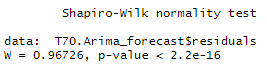 Shapiro-Wilk normality test
data:  T70.Arima_forecast$residuals
W = 0.96726, p-value < 2.2e-16